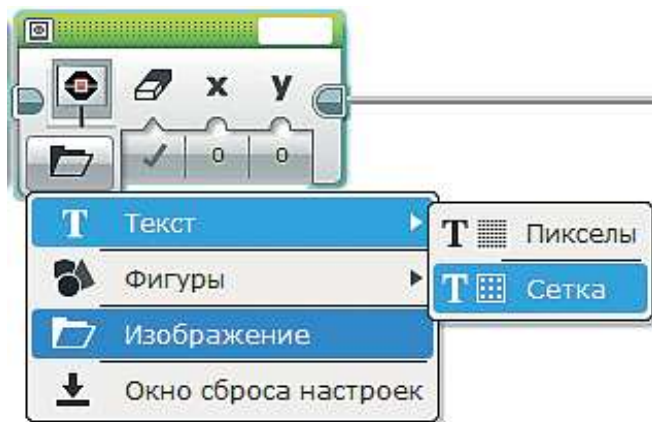 x y
0 0
T Текст
Фигуры
Изображение
Окно сброса настроек
T Пикселы
T Сетка